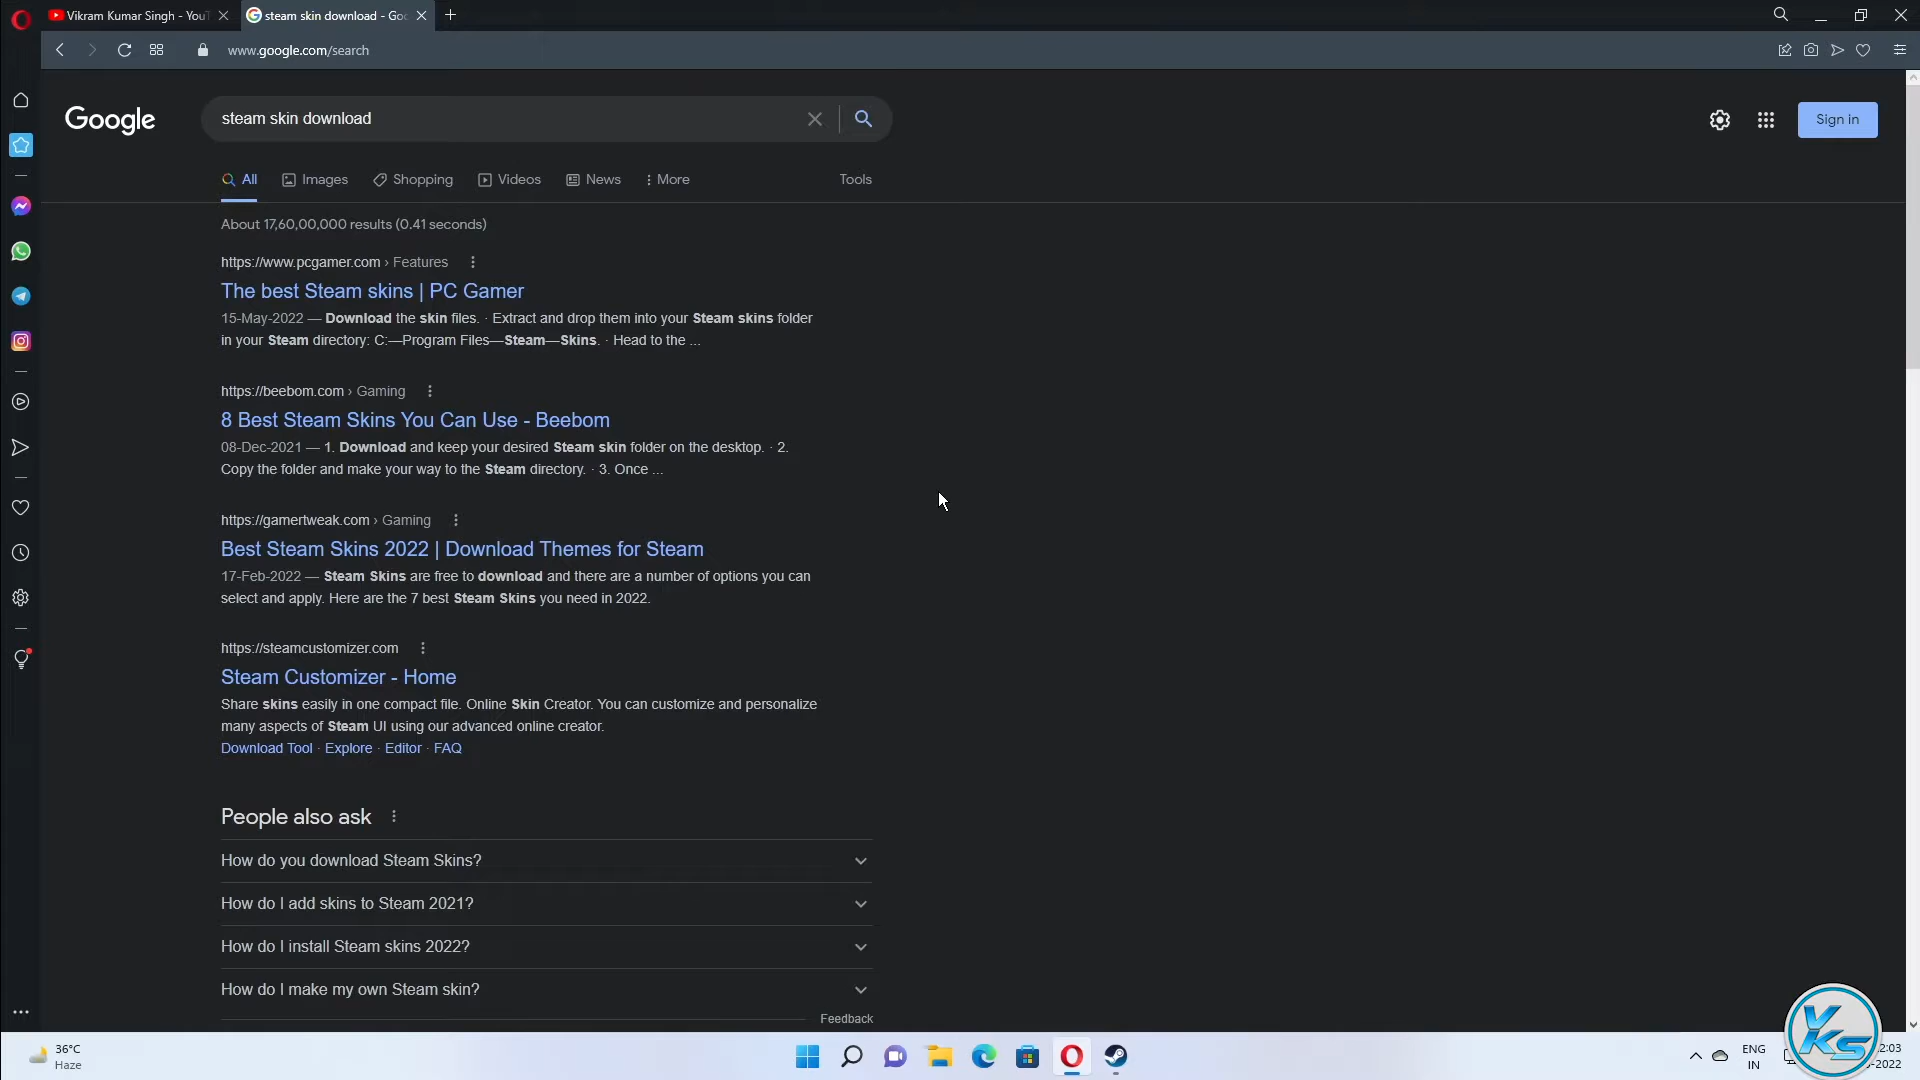 Vikram Kumar Singh - YouT
steam skin download - Goo
www.google.com/search
Google
steam skin download
Sign in
All
Images
Shopping
Videos
News
More
Tools
About 17,60,00,000 results (0.41 seconds)
https://www.pcgamer.com › Features
The best Steam skins | PC Gamer
15-May-2022 — Download the skin files. · Extract and drop them into your Steam skins folder
in your Steam directory: C:—Program Files—Steam—Skins. · Head to the ...
https://beebom.com › Gaming
8 Best Steam Skins You Can Use - Beebom
08-Dec-2021 — 1. Download and keep your desired Steam skin folder on the desktop. · 2.
Copy the folder and make your way to the Steam directory. · 3. Once ...
https://gamertweak.com › Gaming
Best Steam Skins 2022 | Download Themes for Steam
17-Feb-2022 — Steam Skins are free to download and there are a number of options you can
select and apply. Here are the 7 best Steam Skins you need in 2022.
https://steamcustomizer.com
Steam Customizer - Home
Share skins easily in one compact file. Online Skin Creator. You can customize and personalize
many aspects of Steam UI using our advanced online creator.
Download Tool · Explore · Editor · FAQ
People also ask
How do you download Steam Skins?
How do I add skins to Steam 2021?
How do I install Steam skins 2022?
How do I make my own Steam skin?
Feedback
36°C
Haze
ENG
IN
2:03
-2022
YKS